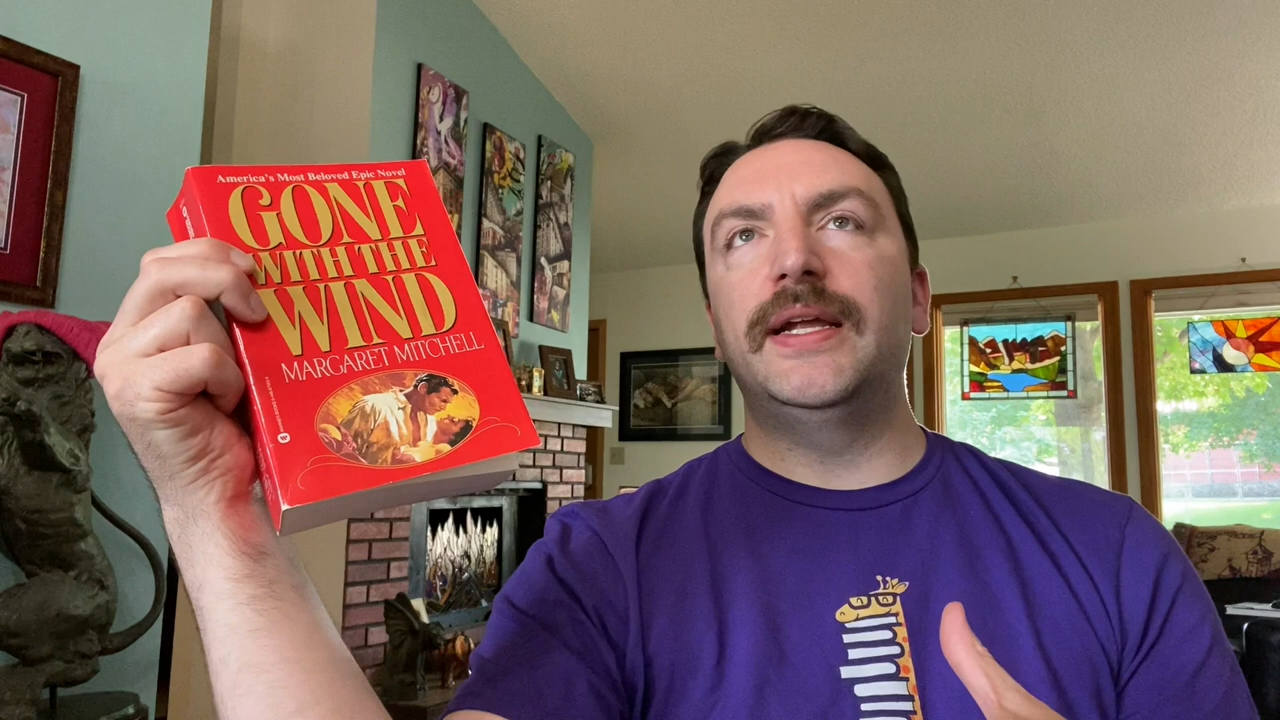 America's Most Beloved Epic Novel
GONE
WITH THE
WIND
MARGARET MITCHELL